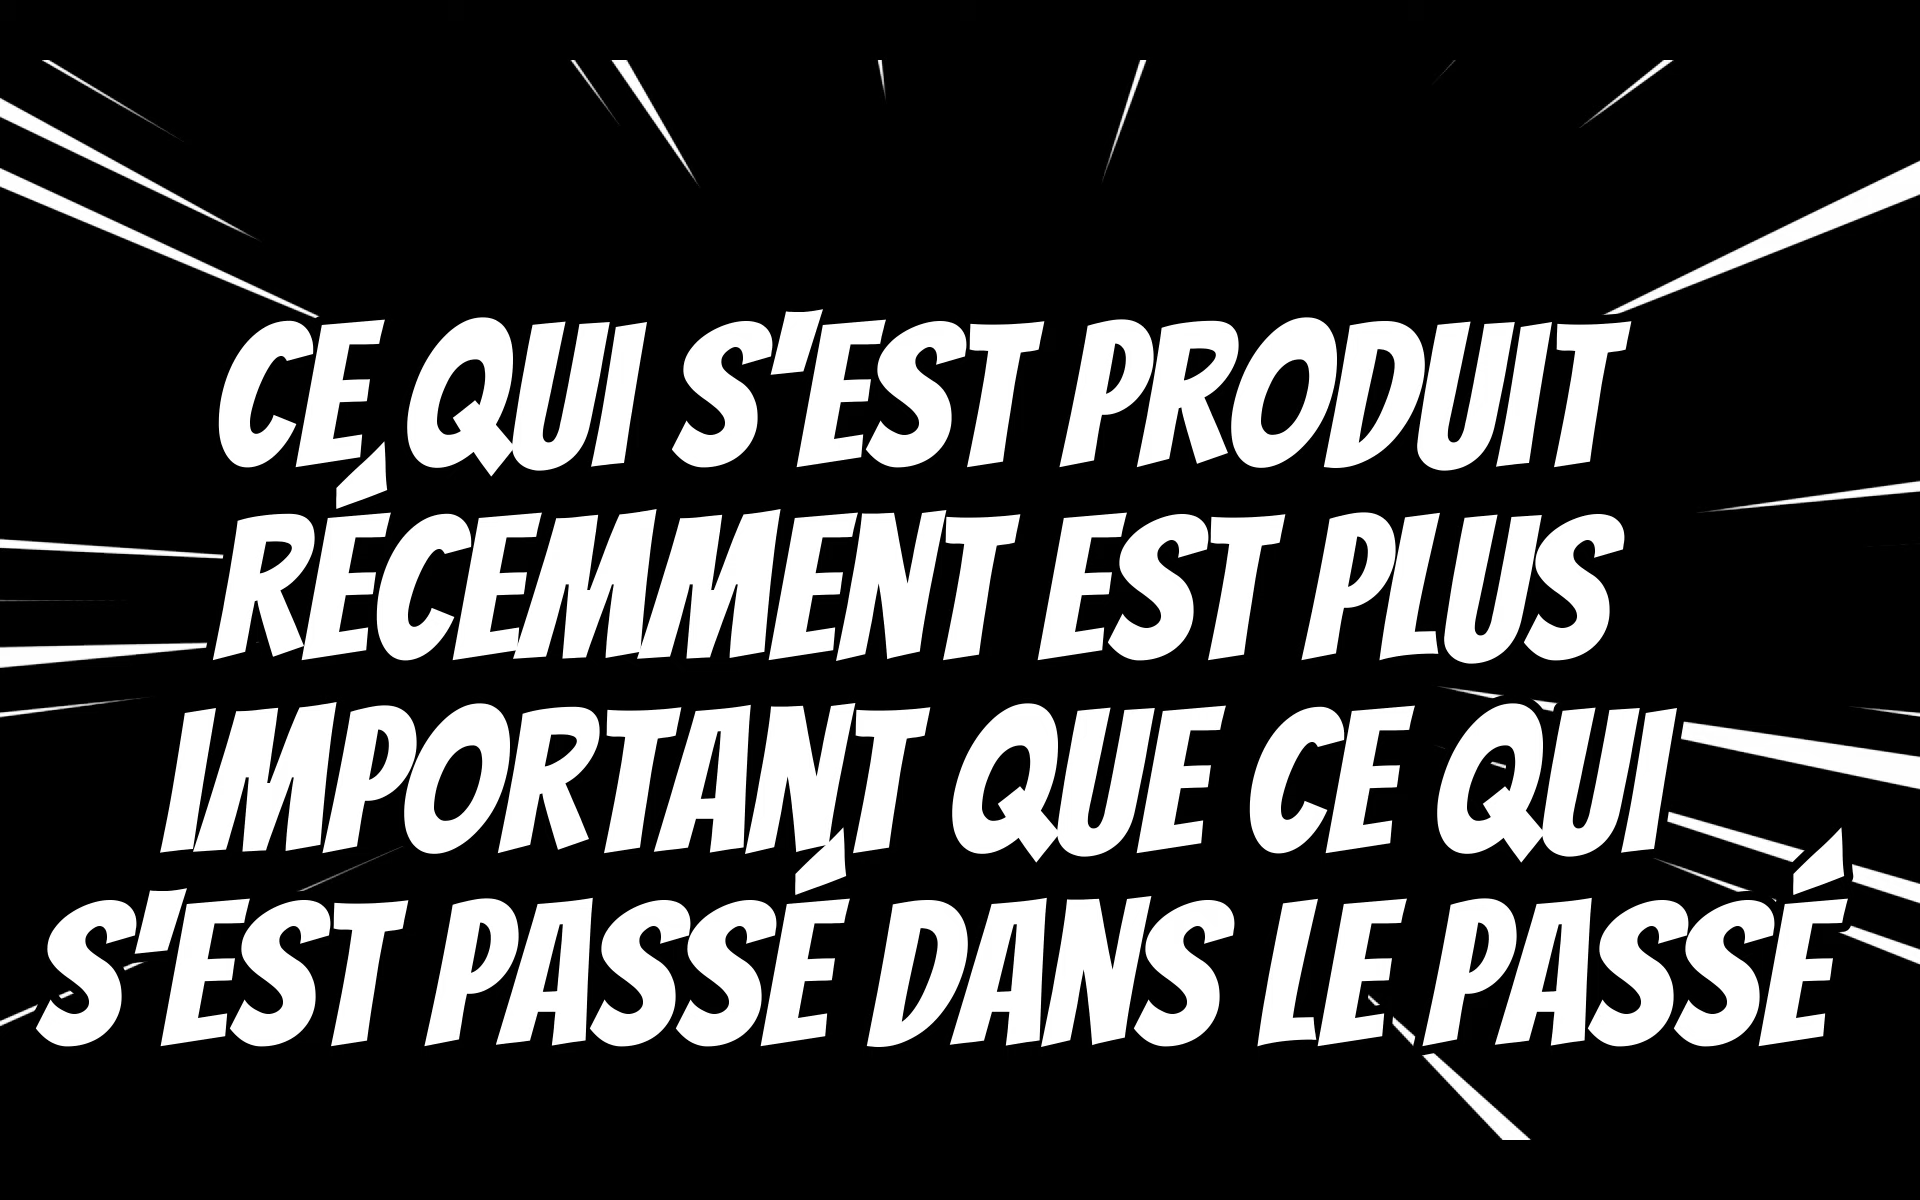 CE QUI S'EST PRODUIT
RÉCEMMENT EST PLUS
IMPORTANT QUE CE QUI
S'EST PASSÉ DANS LE PASSÉ